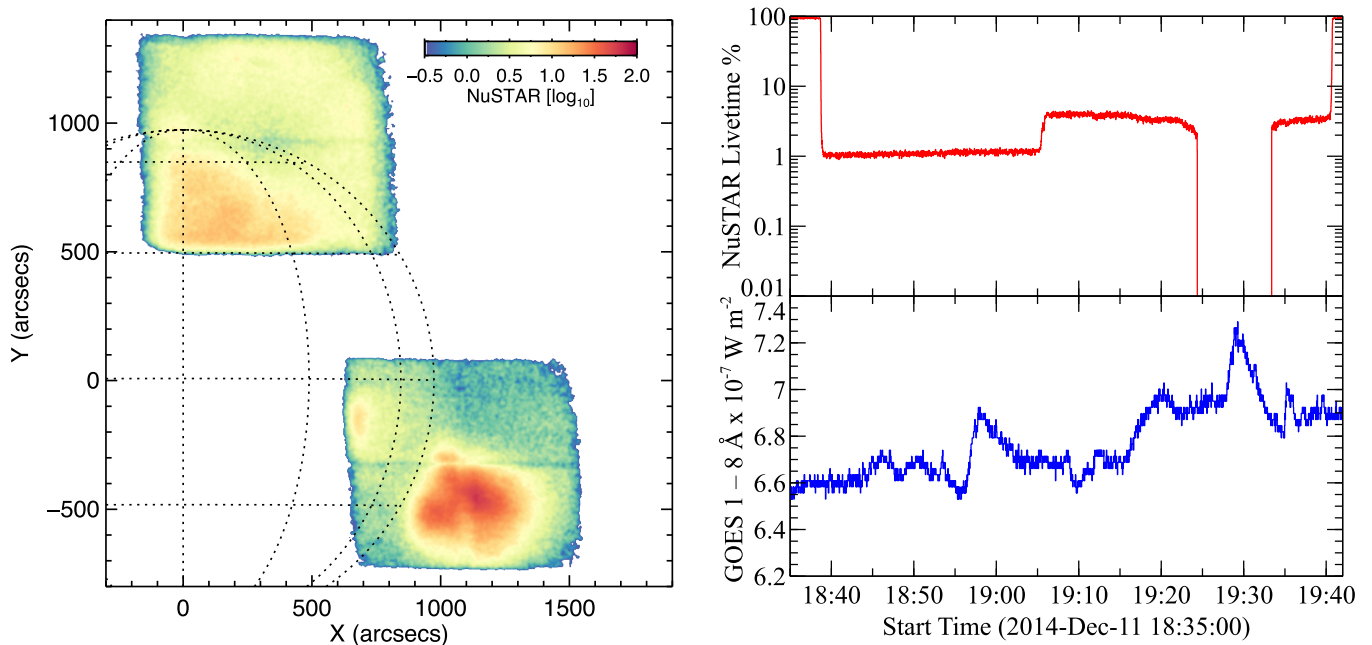 −0.5 0.0 0.5 1.0 1.5 2.0
NuSTAR [log₁₀]
1000
500
0
−500
Y (arcsecs)
0 500 1000 1500
X (arcsecs)
100
10
1
0.1
0.01
NuSTAR Livetime %
7.4
7.2
7
6.8
6.6
6.4
6.2
GOES 1 – 8 Å x 10⁻⁷ W m⁻²
18:40 18:50 19:00 19:10 19:20 19:30 19:40
Start Time (2014-Dec-11 18:35:00)